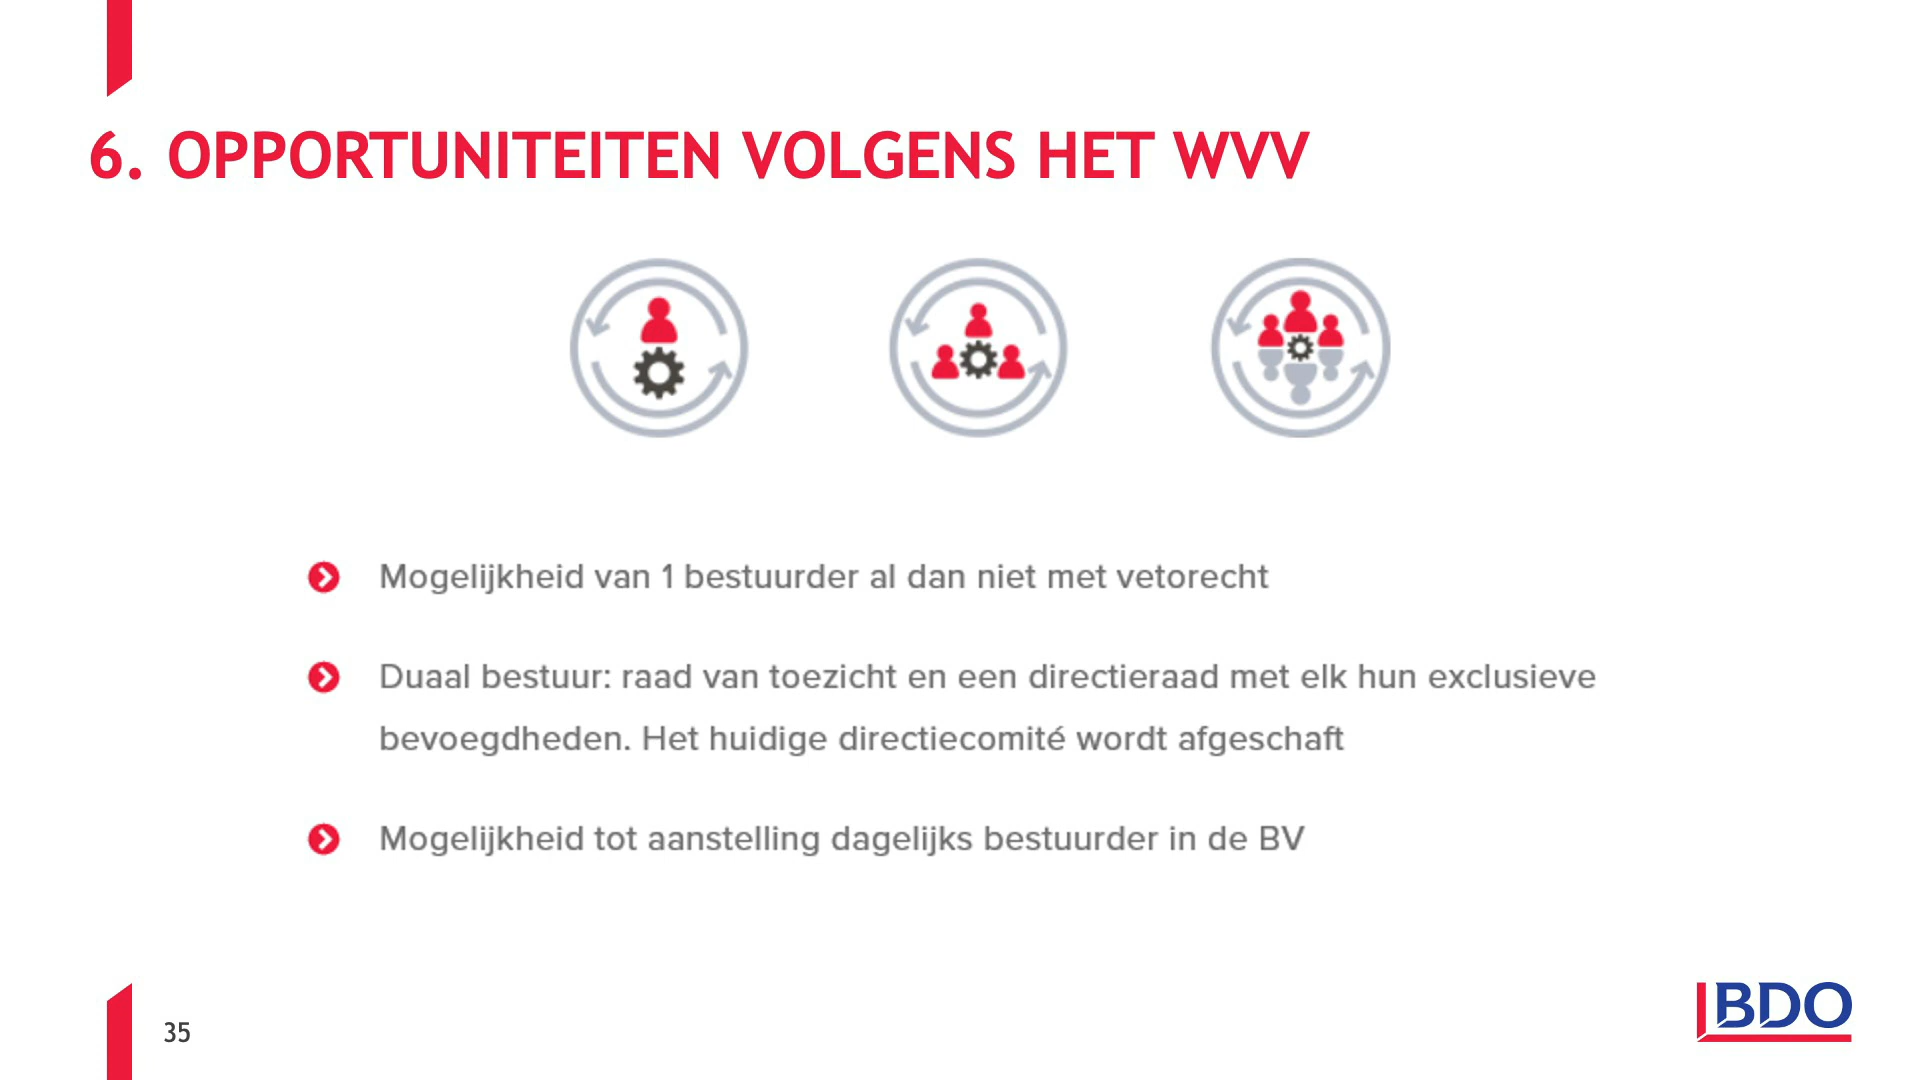 6. OPPORTUNITEITEN VOLGENS HET WVV
Mogelijkheid van 1 bestuurder al dan niet met vetorecht
Duaal bestuur: raad van toezicht en een directieraad met elk hun exclusieve
bevoegdheden. Het huidige directiecomité wordt afgeschaft
Mogelijkheid tot aanstelling dagelijks bestuurder in de BV
35
BDO